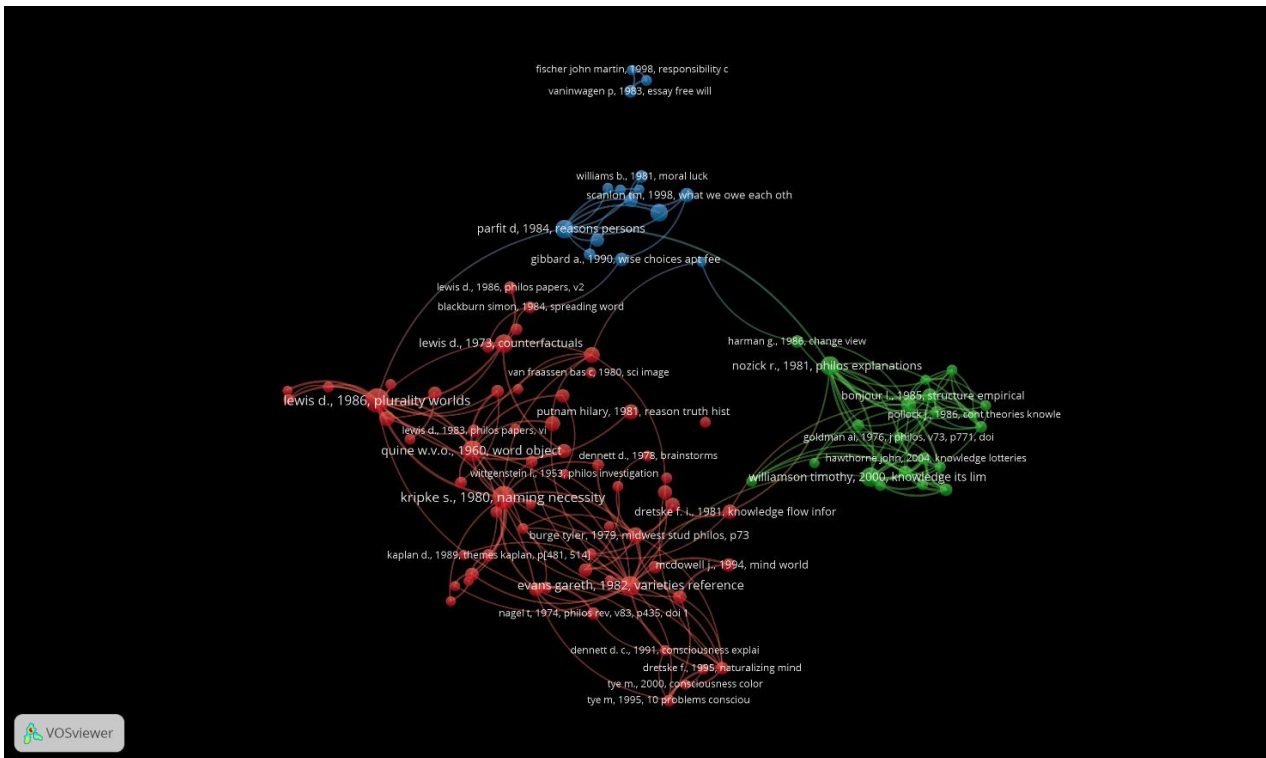 fischer john martin, 1998, responsibility c
vaninwagen p, 1983, essay free will
williams b., 1981, moral luck
scanlon tm, 1998, what we owe each oth
parfit d, 1984, reasons persons
gibbard a., 1990, wise choices apt fee
lewis d., 1986, philos papers, v2
blackburn simon, 1984, spreading word
lewis d., 1973, counterfactuals
harman g., 1986, change view
nozick r., 1981, philos explanations
van fraassen bas c, 1980, sci image
bonjour l., 1985, structure empirical
lewis d., 1986, plurality worlds
putnam hilary, 1981, reason truth hist
pollock j., 1986, cont theories knowle
lewis d., 1983, philos papers, vi
goldman ai, 1976, j philos, v73, p771, doi
quine w.v.o., 1960, word object
dennett d., 1978, brainstorms
hawthorne john, 2004, knowledge lotteries
wittgenstein l., 1953, philos investigation
williamson timothy, 2000, knowledge its lim
kripke s., 1980, naming necessity
dretske f. i., 1981, knowledge flow infor
burge tyler, 1979, midwest stud philos, p73
kaplan d., 1989, themes kaplan, p[481, 514]
mcdowell j., 1994, mind world
evans gareth, 1982, varieties reference
nagel t, 1974, philos rev, v83, p435, doi 1
dennett d. c., 1991, consciousness explai
dretske f., 1995, naturalizing mind
tye m., 2000, consciousness color
tye m, 1995, 10 problems consciou
VOSviewer